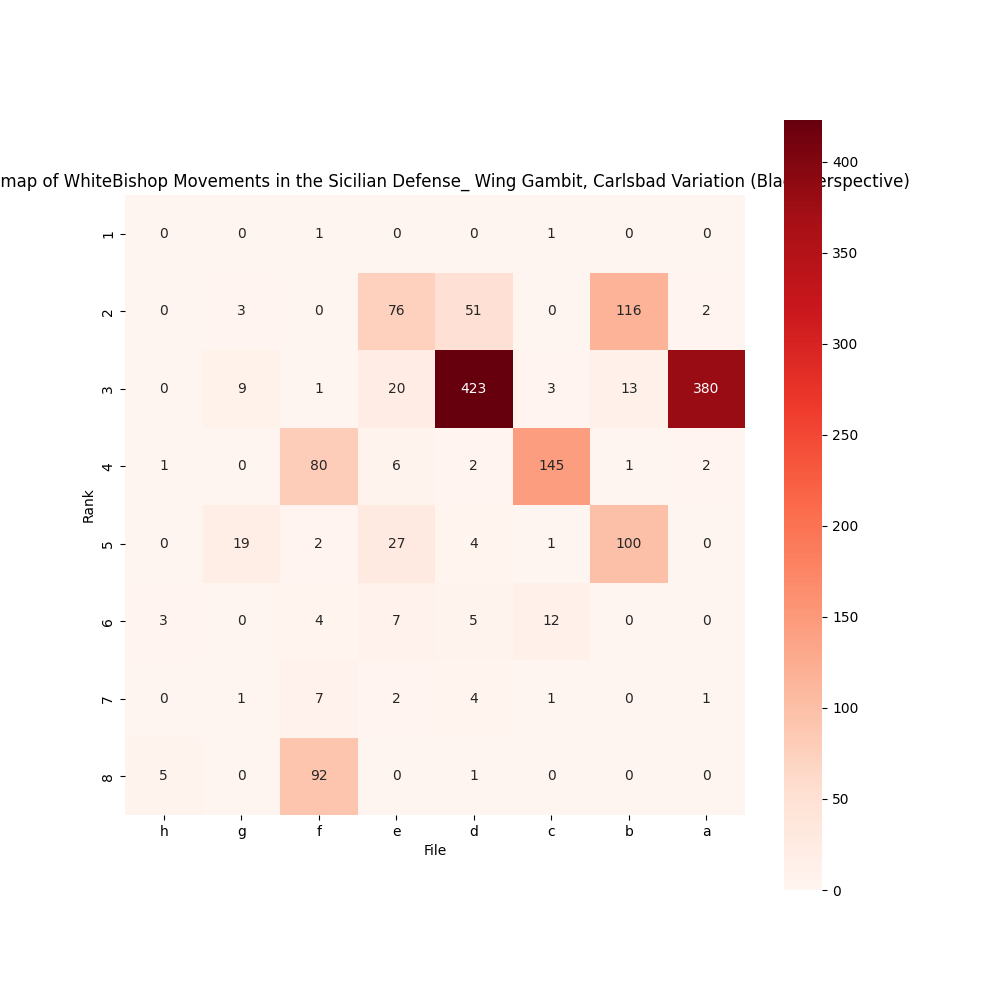 map of WhiteBishop Movements in the Sicilian Defense_ Wing Gambit, Carlsbad Variation (Bla erspective)
1 0 0 1 0 0 1 0 0
2 0 3 0 76 51 0 116 2
3 0 9 1 20 423 3 13 380
4 1 0 80 6 2 145 1 2
Rank
5 0 19 2 27 4 1 100 0
6 3 0 4 7 5 12 0 0
7 0 1 7 2 4 1 0 1
8 5 0 92 0 1 0 0 0
h g f e d c b a
File
400
350
300
250
200
150
100
50
0